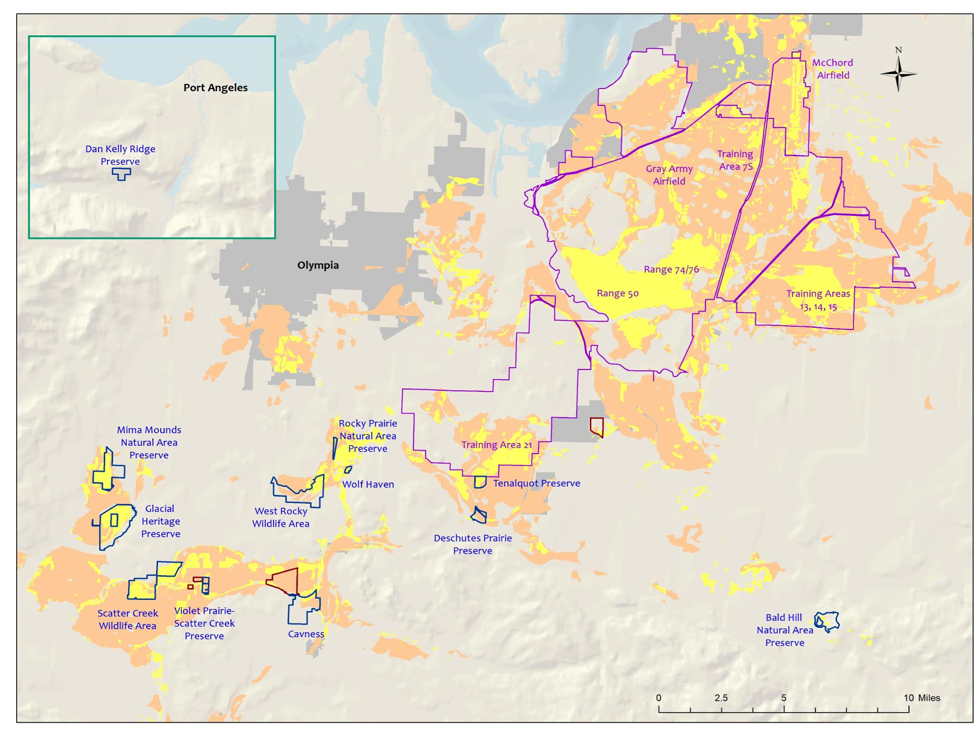 Port Angeles
Dan Kelly Ridge
Preserve
N
McChord
Airfield
Training
Area 7S
Gray Army
Airfield
Olympia
Range 74/76
Range 50
Training Areas
13, 14, 15
Mima Mounds
Natural Area
Preserve
Rocky Prairie
Natural Area
Preserve
Training Area 21
Wolf Haven
Tenalquot Preserve
West Rocky
Wildlife Area
Glacial
Heritage
Preserve
Deschutes Prairie
Preserve
Scatter Creek
Wildlife Area
Violet Prairie-
Scatter Creek
Preserve
Cavness
Bald Hill
Natural Area
Preserve
0 2.5 5 10 Miles